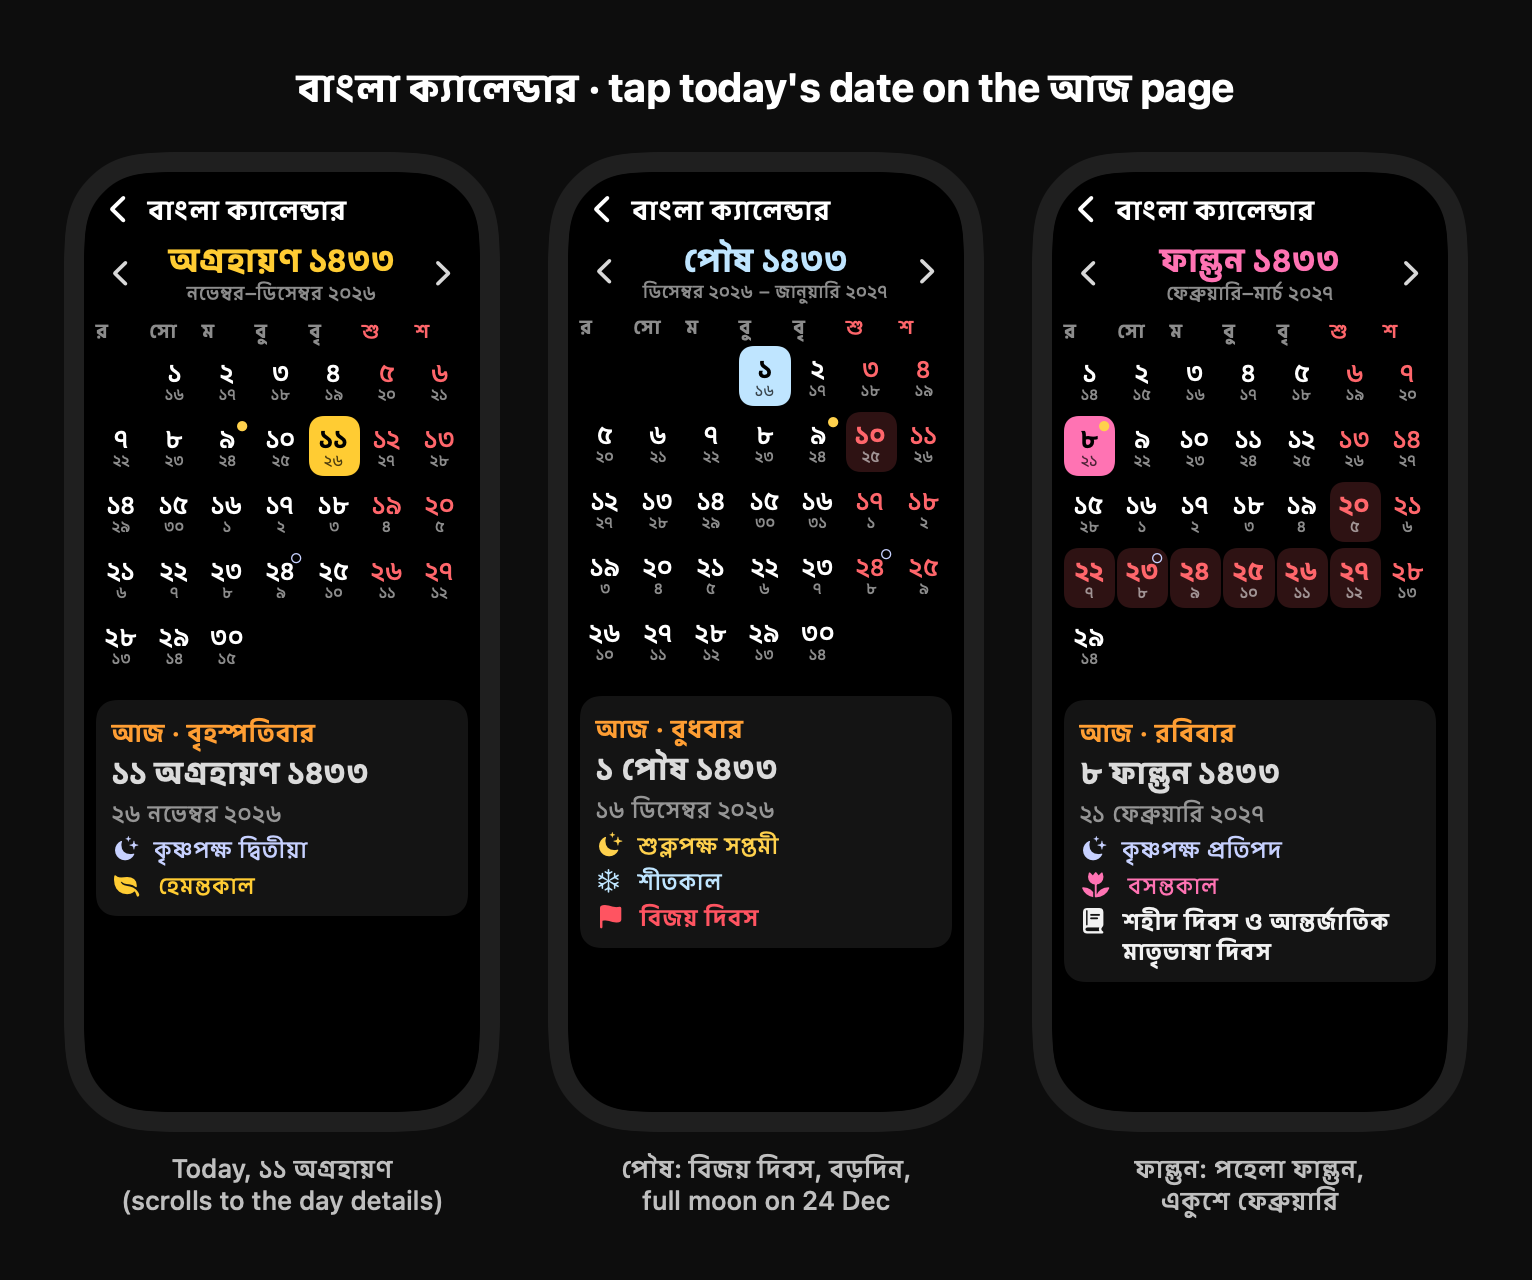 বাংলা ক্যালেন্ডার · tap today's date on the আজ page
বাংলা ক্যালেন্ডার
অগ্রহায়ণ ১৪৩৩
নভেম্বর–ডিসেম্বর ২০২৬
র সো ম বু বৃ শু শ
১ ২ ৩ ৪ ৫ ৬
১৬ ১৭ ১৮ ১৯ ২০ ২১
৭ ৮ ৯ ১০ ১১ ১২ ১৩
২২ ২৩ ২৪ ২৫ ২৬ ২৭ ২৮
১৪ ১৫ ১৬ ১৭ ১৮ ১৯ ২০
২৯ ৩০ ১ ২ ৩ ৪ ৫
২১ ২২ ২৩ ২৪ ২৫ ২৬ ২৭
৬ ৭ ৮ ৯ ১০ ১১ ১২
২৮ ২৯ ৩০
১৩ ১৪ ১৫
আজ · বৃহস্পতিবার
১১ অগ্রহায়ণ ১৪৩৩
২৬ নভেম্বর ২০২৬
কৃষ্ণপক্ষ দ্বিতীয়া
হেমন্তকাল
Today, ১১ অগ্রহায়ণ
(scrolls to the day details)
বাংলা ক্যালেন্ডার
পৌষ ১৪৩৩
ডিসেম্বর ২০২৬ – জানুয়ারি ২০২৭
র সো ম বু বৃ শু শ
১ ২ ৩ ৪
১৬ ১৭ ১৮ ১৯
৫ ৬ ৭ ৮ ৯ ১০ ১১
২০ ২১ ২২ ২৩ ২৪ ২৫ ২৬
১২ ১৩ ১৪ ১৫ ১৬ ১৭ ১৮
২৭ ২৮ ২৯ ৩০ ৩১ ১ ২
১৯ ২০ ২১ ২২ ২৩ ২৪ ২৫
৩ ৪ ৫ ৬ ৭ ৮ ৯
২৬ ২৭ ২৮ ২৯ ৩০
১০ ১১ ১২ ১৩ ১৪
আজ · বুধবার
১ পৌষ ১৪৩৩
১৬ ডিসেম্বর ২০২৬
শুক্লপক্ষ সপ্তমী
শীতকাল
বিজয় দিবস
পৌষ: বিজয় দিবস, বড়দিন,
full moon on 24 Dec
বাংলা ক্যালেন্ডার
ফাল্গুন ১৪৩৩
ফেব্রুয়ারি–মার্চ ২০২৭
র সো ম বু বৃ শু শ
১ ২ ৩ ৪ ৫ ৬ ৭
১৪ ১৫ ১৬ ১৭ ১৮ ১৯ ২০
৮ ৯ ১০ ১১ ১২ ১৩ ১৪
২১ ২২ ২৩ ২৪ ২৫ ২৬ ২৭
১৫ ১৬ ১৭ ১৮ ১৯ ২০ ২১
২৮ ১ ২ ৩ ৪ ৫ ৬
২২ ২৩ ২৪ ২৫ ২৬ ২৭ ২৮
৭ ৮ ৯ ১০ ১১ ১২ ১৩
২৯
১৪
আজ · রবিবার
৮ ফাল্গুন ১৪৩৩
২১ ফেব্রুয়ারি ২০২৭
কৃষ্ণপক্ষ প্রতিপদ
বসন্তকাল
শহীদ দিবস ও আন্তর্জাতিক
মাতৃভাষা দিবস
ফাল্গুন: পহেলা ফাল্গুন,
একুশে ফেব্রুয়ারি